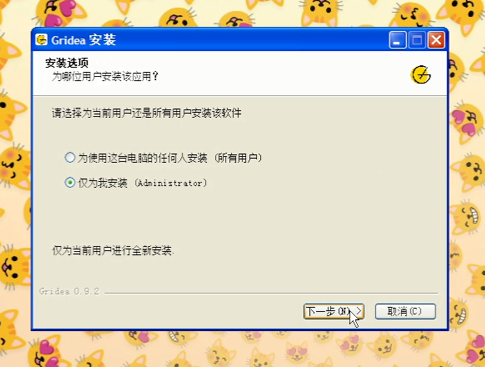 Gridea 安装
安装选项
为哪位用户安装该应用？
请选择为当前用户还是所有用户安装该软件
为使用这台电脑的任何人安装 (所有用户)
仅为我安装 (Administrator)
仅为当前用户进行全新安装.
Gridea 0.9.2
下一步(N) >
取消(C)